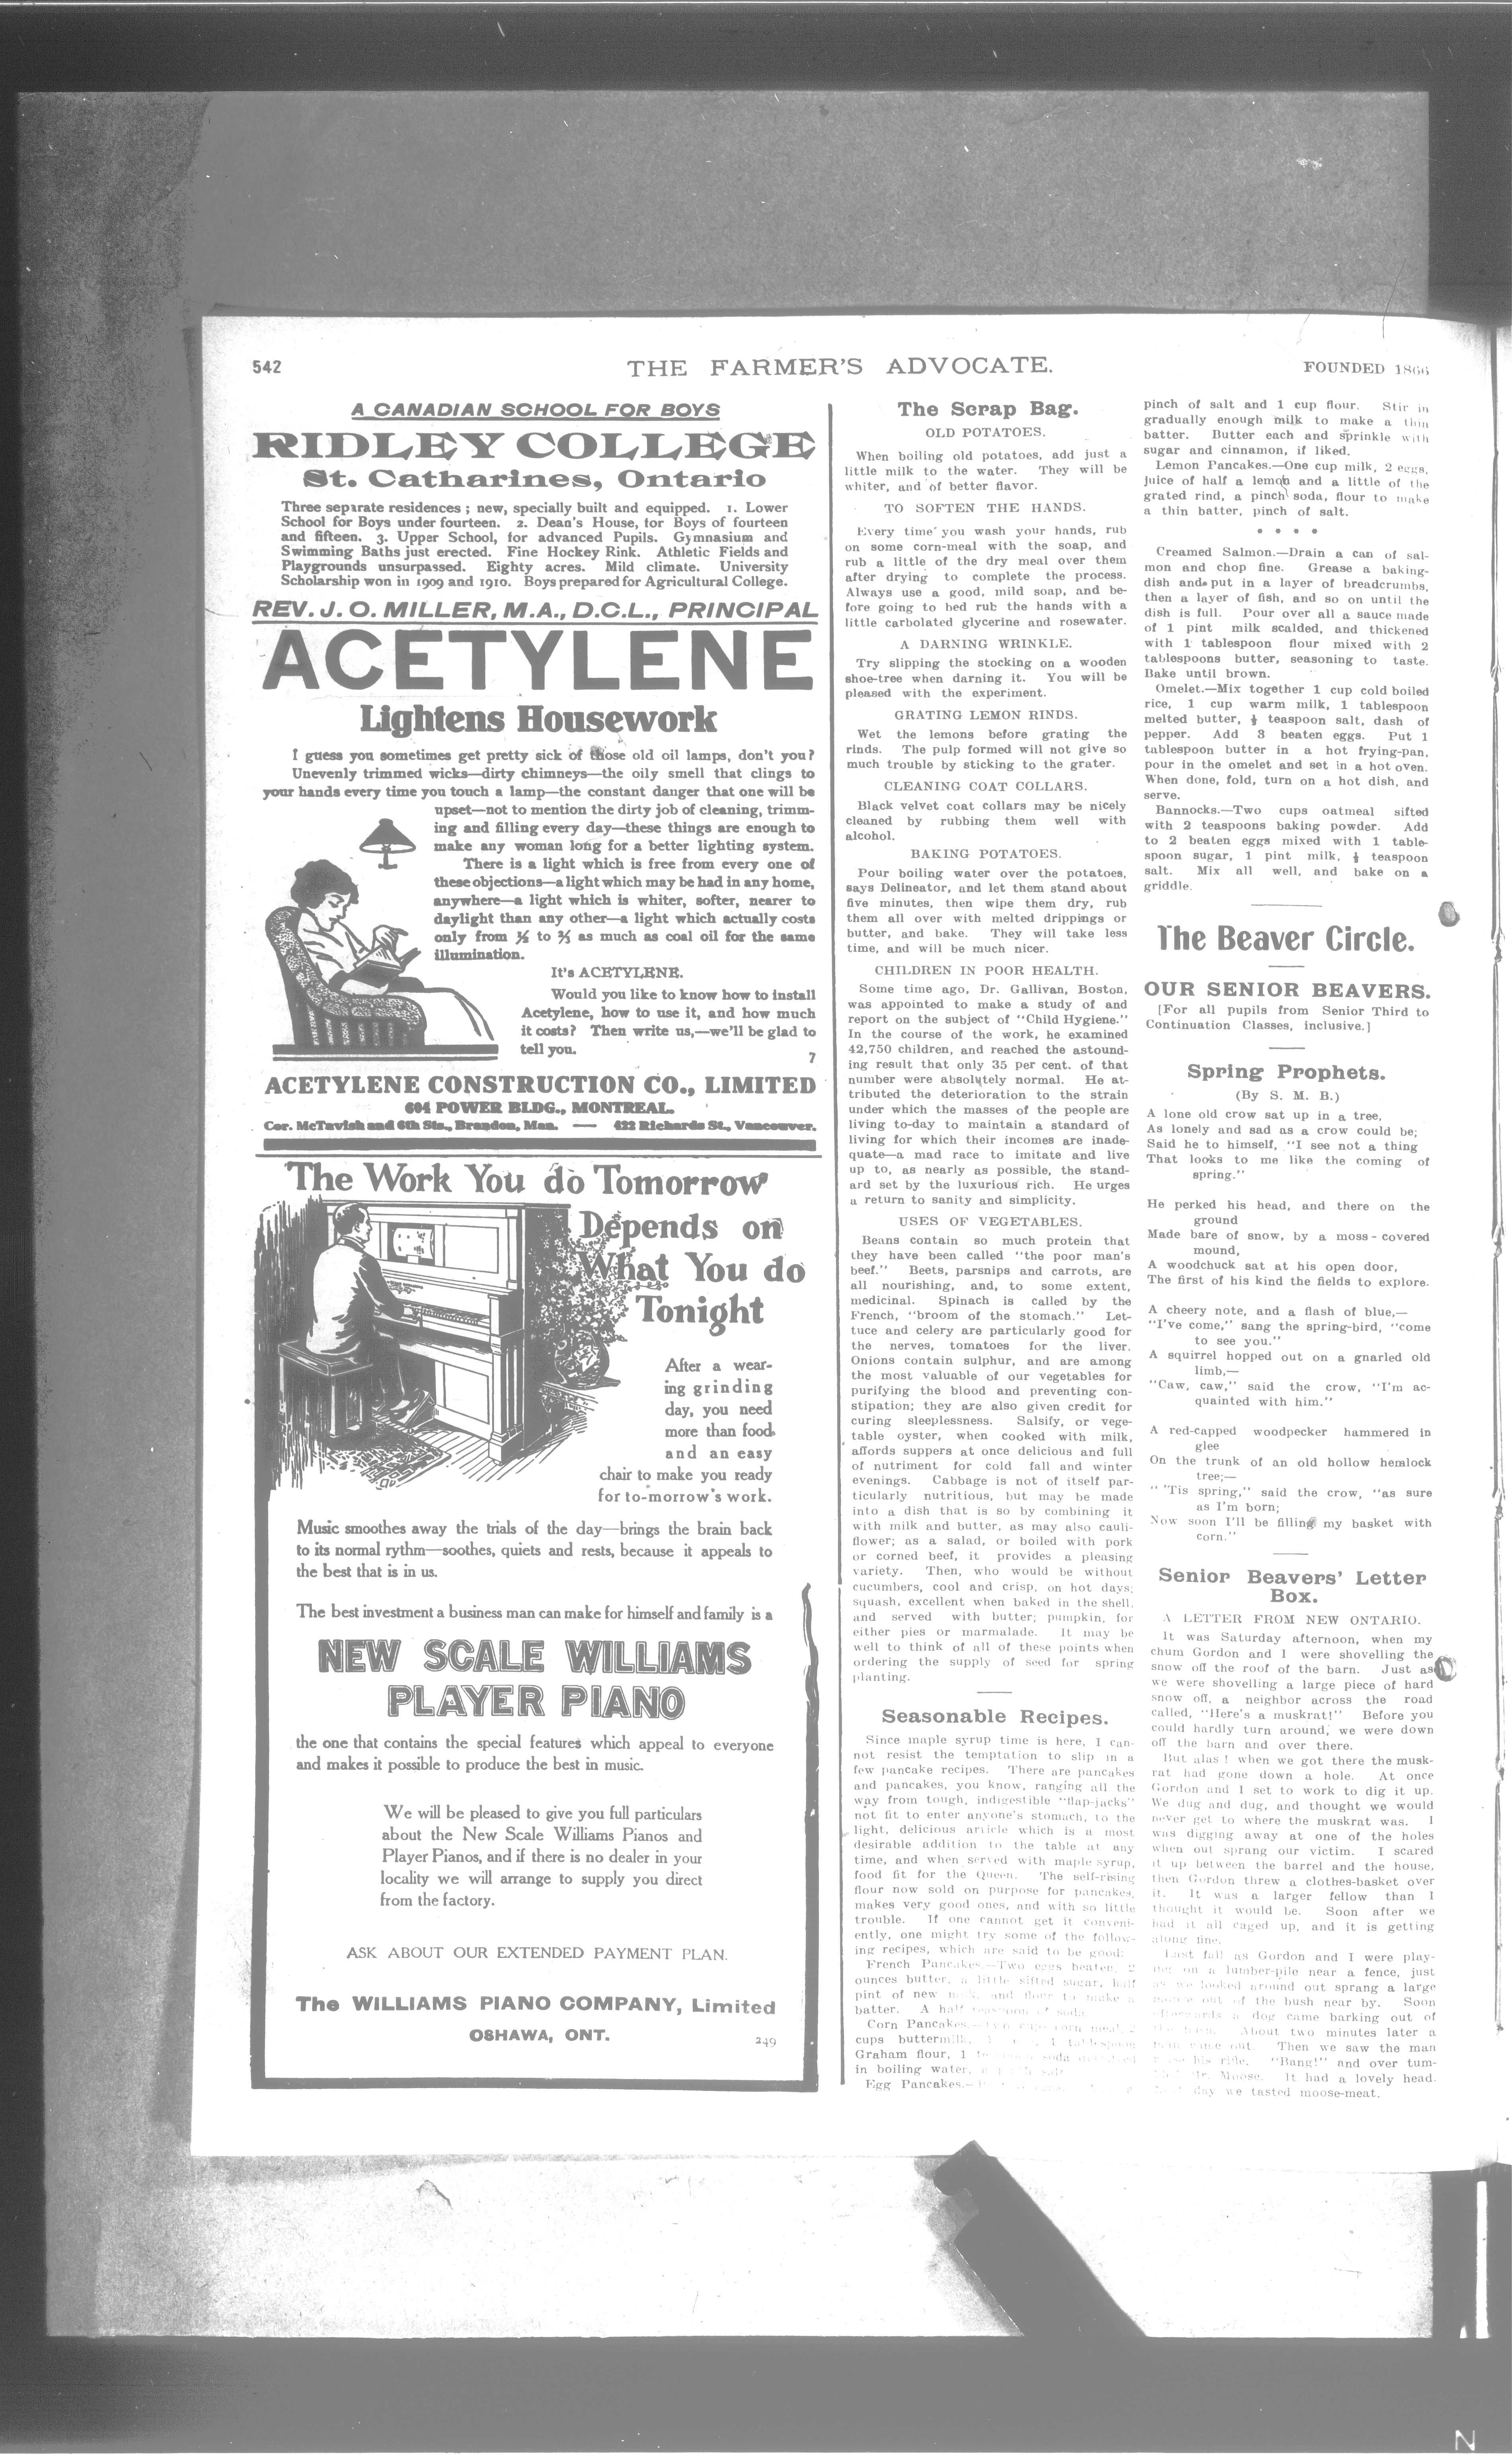 542
THE FARMER'S ADVOCATE.
FOUNDED 1866
A CANADIAN SCHOOL FOR BOYS
RIDLEY COLLEGE
St. Catharines, Ontario
Three separate residences ; new, specially built and equipped. 1. Lower
School for Boys under fourteen. 2. Dean's House, for Boys of fourteen
and fifteen. 3. Upper School, for advanced Pupils. Gymnasium and
Swimming Baths just erected. Fine Hockey Rink. Athletic Fields and
Playgrounds unsurpassed. Eighty acres. Mild climate. University
Scholarship won in 1909 and 1910. Boys prepared for Agricultural College.
REV. J. O. MILLER, M.A., D.C.L., PRINCIPAL
ACETYLENE
Lightens Housework
I guess you sometimes get pretty sick of those old oil lamps, don't you?
Unevenly trimmed wicks—dirty chimneys—the oily smell that clings to
your hands every time you touch a lamp—the constant danger that one will be
upset—not to mention the dirty job of cleaning, trimm-
ing and filling every day—these things are enough to
make any woman long for a better lighting system.
There is a light which is free from every one of
these objections—a light which may be had in any home,
anywhere—a light which is whiter, softer, nearer to
daylight than any other—a light which actually costs
only from to as much as coal oil for the same
illumination.
It's ACETYLENE.
Would you like to know how to install
Acetylene, how to use it, and how much
it costs? Then write us,—we'll be glad to
tell you.
7
ACETYLENE CONSTRUCTION CO., LIMITED
604 POWER BLDG., MONTREAL.
Cor. McTavish and 6th Sts., Brandon, Man. — 422 Richards St., Vancouver.
The Work You do Tomorrow
Depends on
What You do
Tonight
After a wear-
ing grinding
day, you need
more than food
and an easy
chair to make you ready
for to-morrow's work.
Music smoothes away the trials of the day—brings the brain back
to its normal rythm—soothes, quiets and rests, because it appeals to
the best that is in us.
The best investment a business man can make for himself and family is a
NEW SCALE WILLIAMS
PLAYER PIANO
the one that contains the special features which appeal to everyone
and makes it possible to produce the best in music.
We will be pleased to give you full particulars
about the New Scale Williams Pianos and
Player Pianos, and if there is no dealer in your
locality we will arrange to supply you direct
from the factory.
ASK ABOUT OUR EXTENDED PAYMENT PLAN.
The WILLIAMS PIANO COMPANY, Limited
OSHAWA, ONT.
249
The Scrap Bag.
OLD POTATOES.
When boiling old potatoes, add just a
little milk to the water. They will be
whiter, and of better flavor.
TO SOFTEN THE HANDS.
Every time you wash your hands, rub
on some corn-meal with the soap, and
rub a little of the dry meal over them
after drying to complete the process.
Always use a good, mild soap, and be-
fore going to bed rub the hands with a
little carbolated glycerine and rosewater.
A DARNING WRINKLE.
Try slipping the stocking on a wooden
shoe-tree when darning it. You will be
pleased with the experiment.
GRATING LEMON RINDS.
Wet the lemons before grating the
rinds. The pulp formed will not give so
much trouble by sticking to the grater.
CLEANING COAT COLLARS.
Black velvet coat collars may be nicely
cleaned by rubbing them well with
alcohol.
BAKING POTATOES.
Pour boiling water over the potatoes,
says Delineator, and let them stand about
five minutes, then wipe them dry, rub
them all over with melted drippings or
butter, and bake. They will take less
time, and will be much nicer.
CHILDREN IN POOR HEALTH.
Some time ago, Dr. Gallivan, Boston,
was appointed to make a study of and
report on the subject of "Child Hygiene."
In the course of the work, he examined
42,750 children, and reached the astound-
ing result that only 35 per cent. of that
number were absolutely normal. He at-
tributed the deterioration to the strain
under which the masses of the people are
living to-day to maintain a standard of
living for which their incomes are inade-
quate—a mad race to imitate and live
up to, as nearly as possible, the stand-
ard set by the luxurious rich. He urges
a return to sanity and simplicity.
USES OF VEGETABLES.
Beans contain so much protein that
they have been called "the poor man's
beef." Beets, parsnips and carrots, are
all nourishing, and, to some extent,
medicinal. Spinach is called by the
French, "broom of the stomach." Let-
tuce and celery are particularly good for
the nerves, tomatoes for the liver.
Onions contain sulphur, and are among
the most valuable of our vegetables for
purifying the blood and preventing con-
stipation; they are also given credit for
curing sleeplessness. Salsify, or vege-
table oyster, when cooked with milk,
affords suppers at once delicious and full
of nutriment for cold fall and winter
evenings. Cabbage is not of itself par-
ticularly nutritious, but may be made
into a dish that is so by combining it
with milk and butter, as may also cauli-
flower; as a salad, or boiled with pork
or corned beef, it provides a pleasing
variety. Then, who would be without
cucumbers, cool and crisp, on hot days;
squash, excellent when baked in the shell,
and served with butter; pumpkin, for
either pies or marmalade. It may be
well to think of all of these points when
ordering the supply of seed for spring
planting.
Seasonable Recipes.
Since maple syrup time is here, I can-
not resist the temptation to slip in a
few pancake recipes. There are pancakes
and pancakes, you know, ranging all the
way from tough, indigestible "flap-jacks"
not fit to enter anyone's stomach, to the
light, delicious article which is a most
desirable addition to the table at any
time, and when served with maple syrup,
food fit for the Queen. The self-rising
flour now sold on purpose for pancakes,
makes very good ones, and with so little
trouble. If one cannot get it conveni-
ently, one might try some of the follow-
ing recipes, which are said to be good:
French Pancakes.—Two eggs beaten, 2
ounces butter, a little sifted sugar, half
pint of new and flour to make a
batter. A half teaspoon of soda.
Corn Pancakes.—Two cups corn meal, 2
cups buttermilk, 1 tablespoon
Graham flour, 1 soda
in boiling water,
Egg Pancakes.—
pinch of salt and 1 cup flour. Stir in
gradually enough milk to make a thin
batter. Butter each and sprinkle with
sugar and cinnamon, if liked.
Lemon Pancakes.—One cup milk, 2 eggs,
juice of half a lemon and a little of the
grated rind, a pinch soda, flour to make
a thin batter, pinch of salt.
* * * *
Creamed Salmon.—Drain a can of sal-
mon and chop fine. Grease a baking-
dish and put in a layer of breadcrumbs,
then a layer of fish, and so on until the
dish is full. Pour over all a sauce made
of 1 pint milk scalded, and thickened
with 1 tablespoon flour mixed with 2
tablespoons butter, seasoning to taste.
Bake until brown.
Omelet.—Mix together 1 cup cold boiled
rice, 1 cup warm milk, 1 tablespoon
melted butter, ½ teaspoon salt, dash of
pepper. Add 3 beaten eggs. Put 1
tablespoon butter in a hot frying-pan,
pour in the omelet and set in a hot oven.
When done, fold, turn on a hot dish, and
serve.
Bannocks.—Two cups oatmeal sifted
with 2 teaspoons baking powder. Add
to 2 beaten eggs mixed with 1 table-
spoon sugar, 1 pint milk, ½ teaspoon
salt. Mix all well, and bake on a
griddle.
The Beaver Circle.
OUR SENIOR BEAVERS.
[For all pupils from Senior Third to
Continuation Classes, inclusive.]
Spring Prophets.
(By S. M. B.)
A lone old crow sat up in a tree,
As lonely and sad as a crow could be;
Said he to himself, "I see not a thing
That looks to me like the coming of
spring."
He perked his head, and there on the
ground
Made bare of snow, by a moss-covered
mound,
A woodchuck sat at his open door,
The first of his kind the fields to explore.
A cheery note, and a flash of blue,—
"I've come," sang the spring-bird, "come
to see you."
A squirrel hopped out on a gnarled old
limb,—
"Caw, caw," said the crow, "I'm ac-
quainted with him."
A red-capped woodpecker hammered in
glee
On the trunk of an old hollow hemlock
tree;—
" 'Tis spring," said the crow, "as sure
as I'm born;
Now soon I'll be filling my basket with
corn."
Senior Beavers' Letter
Box.
A LETTER FROM NEW ONTARIO.
It was Saturday afternoon, when my
chum Gordon and I were shovelling the
snow off the roof of the barn. Just as
we were shovelling a large piece of hard
snow off, a neighbor across the road
called, "Here's a muskrat!" Before you
could hardly turn around, we were down
off the barn and over there.
But alas ! when we got there the musk-
rat had gone down a hole. At once
Gordon and I set to work to dig it up.
We dug and dug, and thought we would
never get to where the muskrat was. I
was digging away at one of the holes
when out sprang our victim. I scared
it up between the barrel and the house,
then Gordon threw a clothes-basket over
it. It was a larger fellow than I
thought it would be. Soon after we
had it all caged up, and it is getting
along fine.
Last fall as Gordon and I were play-
ing on a lumber-pile near a fence, just
as we looked around out sprang a large
moose out of the bush near by. Soon
afterwards a dog came barking out of
the About two minutes later a
came out. Then we saw the man
his rifle. "Bang!" and over tum-
Mr. Moose. It had a lovely head.
day we tasted moose-meat.
N